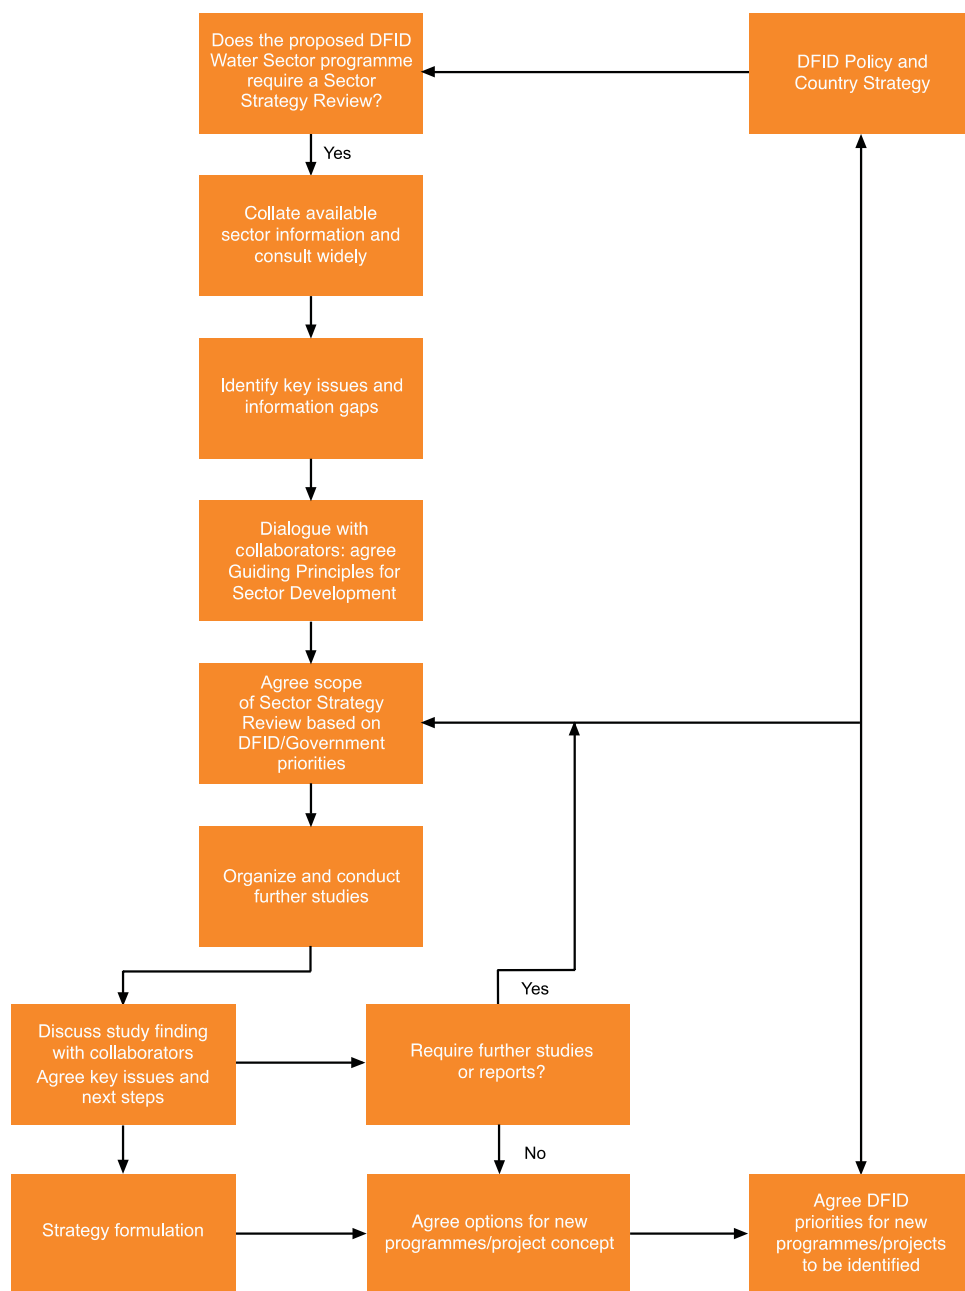 Does the proposed DFID
Water Sector programme
require a Sector
Strategy Review?
DFID Policy and
Country Strategy
Yes
Collate available
sector information and
consult widely
Identify key issues and
information gaps
Dialogue with
collaborators: agree
Guiding Principles for
Sector Development
Agree scope
of Sector Strategy
Review based on
DFID/Government
priorities
Organize and conduct
further studies
Yes
Discuss study finding
with collaborators
Agree key issues and
next steps
Require further studies
or reports?
No
Strategy formulation
Agree options for new
programmes/project concept
Agree DFID
priorities for new
programmes/projects
to be identified